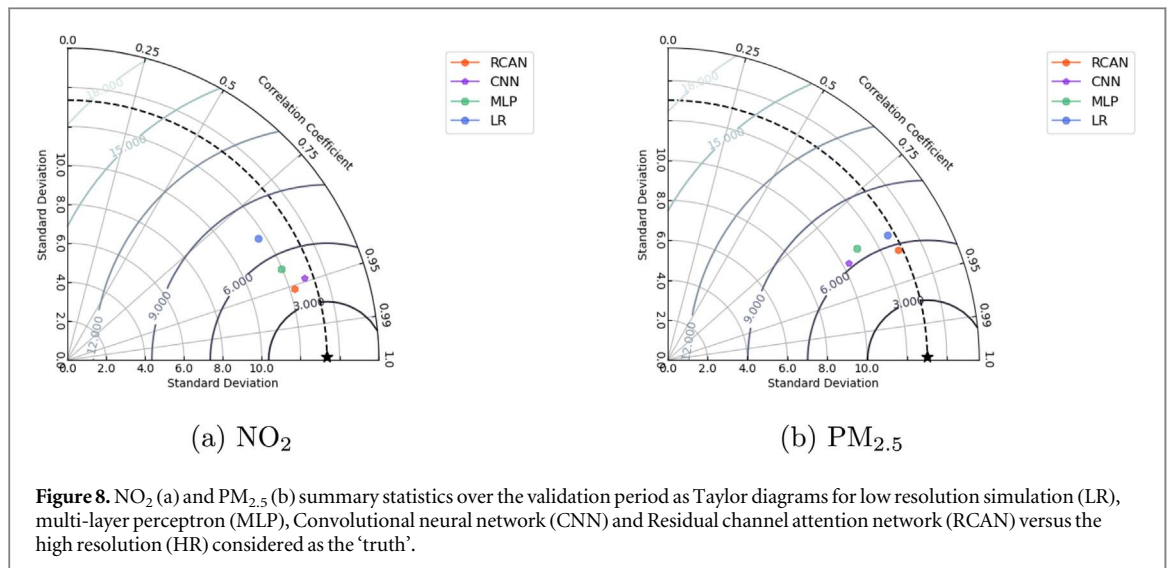 0.0
0.25
0.5
0.75
0.95
0.99
1.0
Correlation Coefficient
Standard Deviation
10.0
8.0
6.0
4.0
2.0
0.0
0.0 2.0 4.0 6.0 8.0 10.0
Standard Deviation
18.000
15.000
12.000
9.000
6.000
3.000
RCAN
CNN
MLP
LR
(a) NO₂
0.0
0.25
0.5
0.75
0.95
0.99
1.0
Correlation Coefficient
Standard Deviation
10.0
8.0
6.0
4.0
2.0
0.0
0.0 2.0 4.0 6.0 8.0 10.0
Standard Deviation
18.000
15.000
12.000
9.000
6.000
3.000
RCAN
CNN
MLP
LR
(b) PM₂.₅
Figure 8. NO₂ (a) and PM₂.₅ (b) summary statistics over the validation period as Taylor diagrams for low resolution simulation (LR),
multi-layer perceptron (MLP), Convolutional neural network (CNN) and Residual channel attention network (RCAN) versus the
high resolution (HR) considered as the ‘truth’.